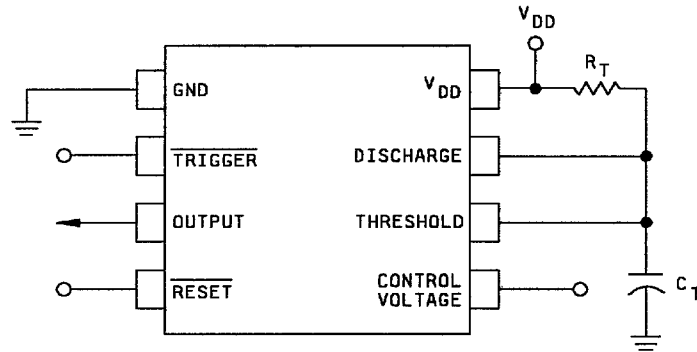 V_DD
R_T
GND
V_DD
TRIGGER
DISCHARGE
OUTPUT
THRESHOLD
RESET
CONTROL
VOLTAGE
C_T